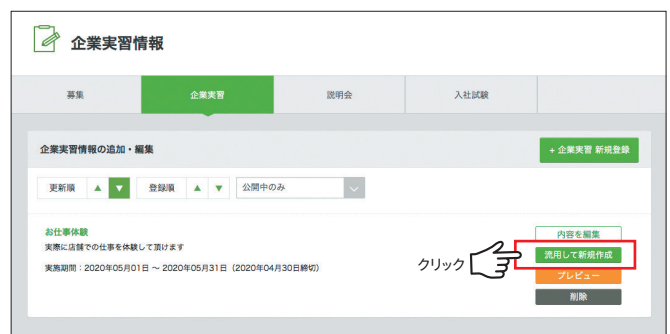 企業実習情報
募集 企業実習 説明会 入社試験
企業実習情報の追加・編集
+ 企業実習 新規登録
更新順 ▲ ▼ 登録順 ▲ ▼ 公開中のみ
お仕事体験
実際に店舗での仕事を体験して頂けます
実施期間:2020年05月01日 ~ 2020年05月31日(2020年04月30日締切)
内容を編集
クリック
流用して新規作成
プレビュー
削除